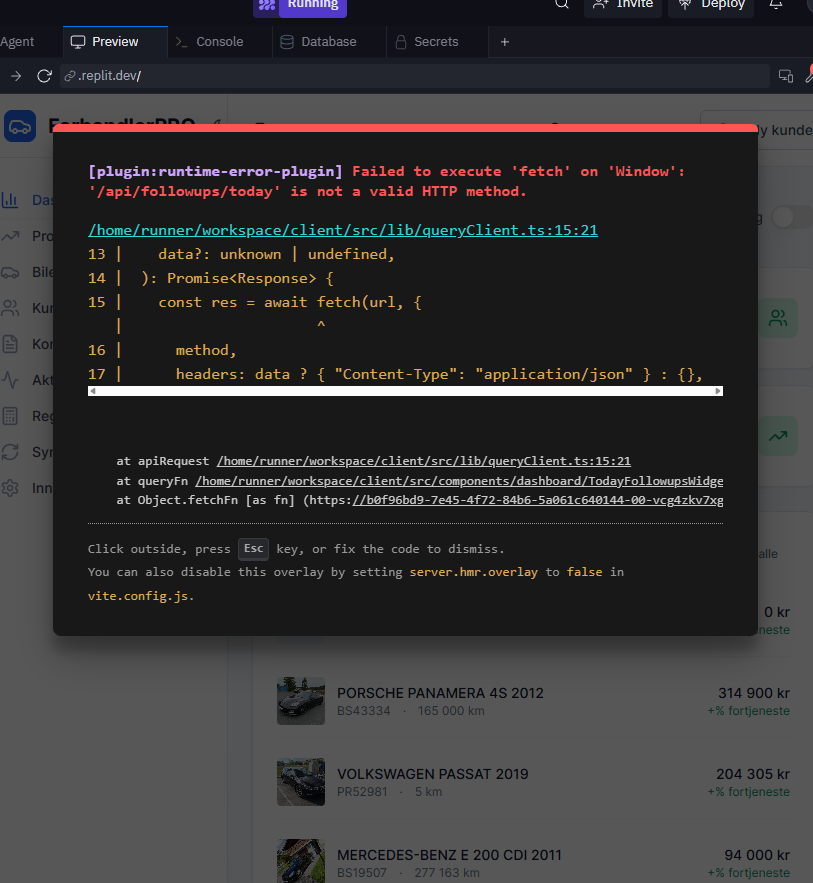 Running
Invite
Deploy
Agent
Preview
Console
Database
Secrets
.replit.dev/
[plugin:runtime-error-plugin] Failed to execute 'fetch' on 'Window':
'/api/followups/today' is not a valid HTTP method.
/home/runner/workspace/client/src/lib/queryClient.ts:15:21
13 |    data?: unknown | undefined,
14 |  ): Promise<Response> {
15 |    const res = await fetch(url, {
   |                      ^
16 |      method,
17 |      headers: data ? { "Content-Type": "application/json" } : {},
at apiRequest /home/runner/workspace/client/src/lib/queryClient.ts:15:21
at queryFn /home/runner/workspace/client/src/components/dashboard/TodayFollowupsWidge
at Object.fetchFn [as fn] (https://b0f96bd9-7e45-4f72-84b6-5a061c640144-00-vcg4zkv7xg
Click outside, press Esc key, or fix the code to dismiss.
You can also disable this overlay by setting server.hmr.overlay to false in
vite.config.js.
ForhandlerPRO
y kunde
Das
Pro
Bile
Kun
Kon
Akt
Reg
Syn
Inn
alle
0 kr
neste
PORSCHE PANAMERA 4S 2012
314 900 kr
BS43334 · 165 000 km
+% fortjeneste
VOLKSWAGEN PASSAT 2019
204 305 kr
PR52981 · 5 km
+% fortjeneste
MERCEDES-BENZ E 200 CDI 2011
94 000 kr
BS19507 · 277 163 km
+% fortjeneste